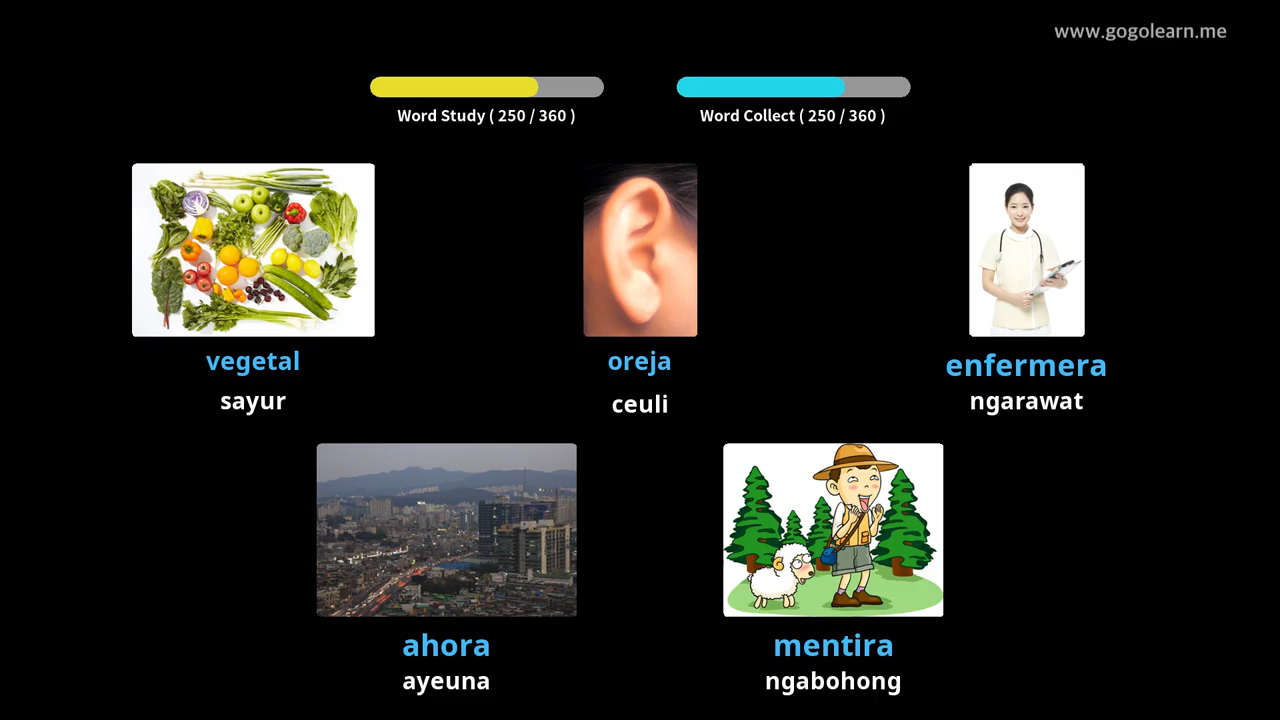 www.gogolearn.me
Word Study ( 250 / 360 )
Word Collect ( 250 / 360 )
vegetal
sayur
oreja
ceuli
enfermera
ngarawat
ahora
ayeuna
mentira
ngabohong